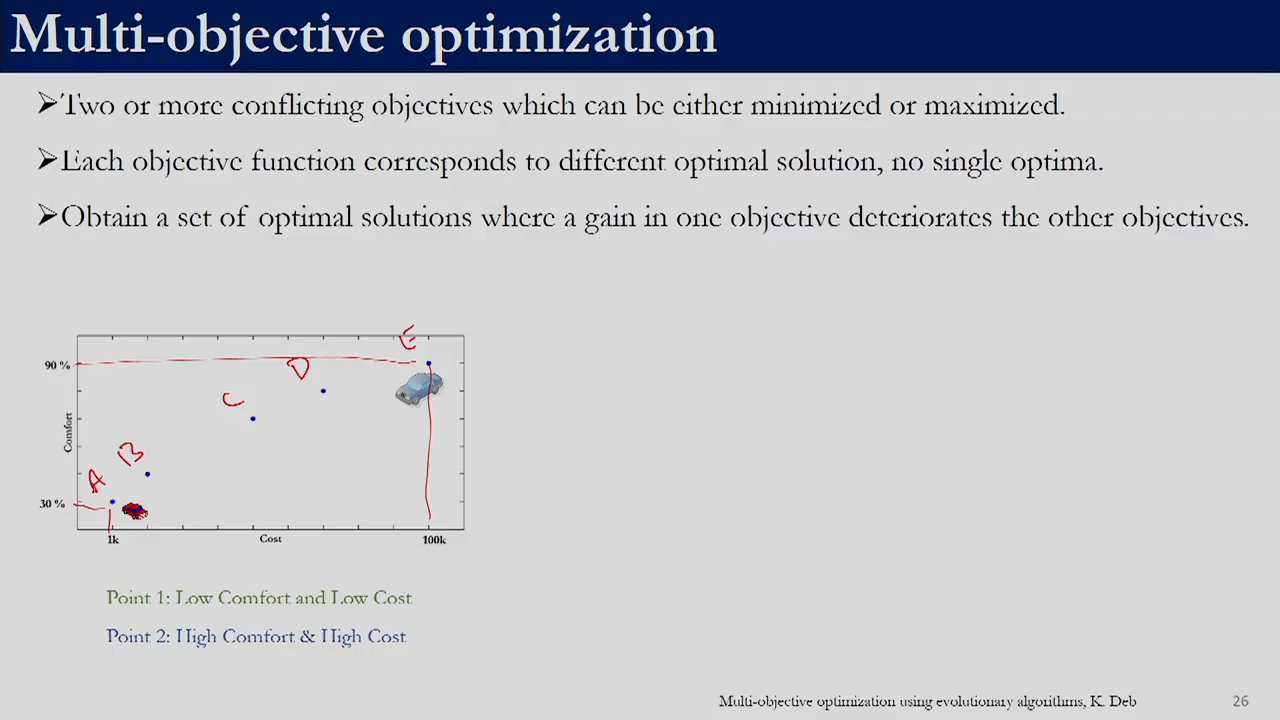 Multi-objective optimization
➤Two or more conflicting objectives which can be either minimized or maximized.
➤Each objective function corresponds to different optimal solution, no single optima.
➤Obtain a set of optimal solutions where a gain in one objective deteriorates the other objectives.
E
90 %
D
C
Comfort
B
A
30 %
1k
Cost
100k
Point 1: Low Comfort and Low Cost
Point 2: High Comfort & High Cost
Multi-objective optimization using evolutionary algorithms, K. Deb
26